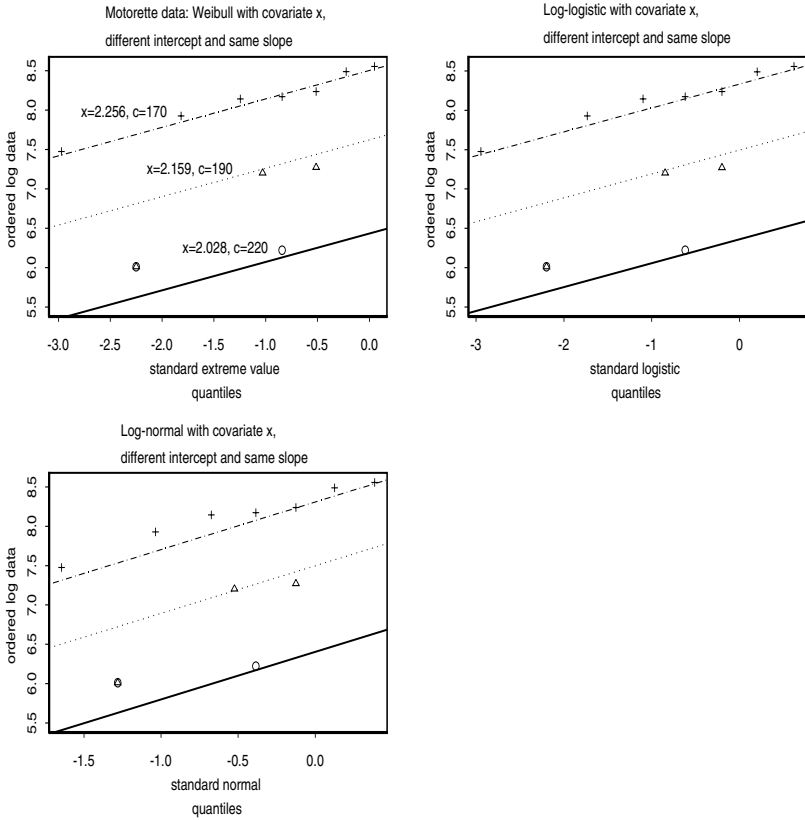 Motorette data: Weibull with covariate x,
different intercept and same slope
ordered log data
5.5 6.0 6.5 7.0 7.5 8.0 8.5
x=2.256, c=170
x=2.159, c=190
x=2.028, c=220
-3.0 -2.5 -2.0 -1.5 -1.0 -0.5 0.0
standard extreme value
quantiles
Log-logistic with covariate x,
different intercept and same slope
ordered log data
5.5 6.0 6.5 7.0 7.5 8.0 8.5
-3 -2 -1 0
standard logistic
quantiles
Log-normal with covariate x,
different intercept and same slope
ordered log data
5.5 6.0 6.5 7.0 7.5 8.0 8.5
-1.5 -1.0 -0.5 0.0
standard normal
quantiles